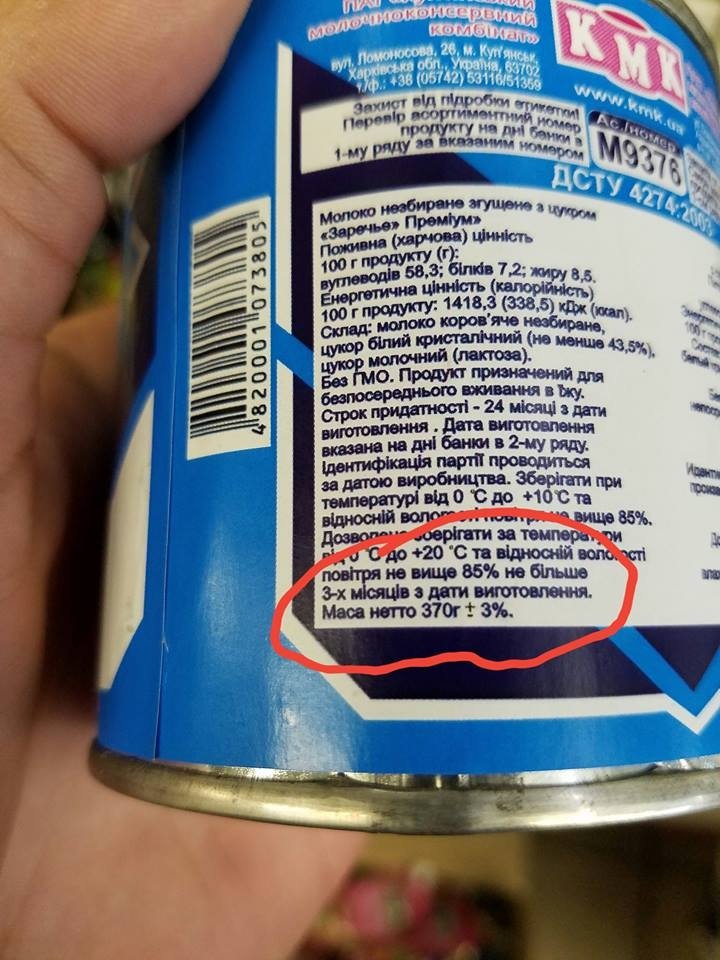 молочноконсервний
комбінат»
вул. Ломоносова, 26, м. Куп'янськ,
Харківська обл., Україна, 63702
т./ф.: +38 (05742) 53116/51359
КМК
www.kmk.ua
Захист від підробки етикетки!
Перевір асортиментний номер
продукту на дні банки в
1-му ряду за вказаним номером
Ас./номер
М9376
ДСТУ 4274:2003
Молоко незбиране згущене з цукром
«Заречье» Преміум»
Поживна (харчова) цінність
100 г продукту (г):
вуглеводів 58,3; білків 7,2; жиру 8,5.
Енергетична цінність (калорійність)
100 г продукту: 1418,3 (338,5) кДж (ккал).
Склад: молоко коров'яче незбиране,
цукор білий кристалічний (не менше 43,5%),
цукор молочний (лактоза).
Без ГМО. Продукт призначений для
безпосереднього вживання в їжу.
Строк придатності - 24 місяці з дати
виготовлення . Дата виготовлення
вказана на дні банки в 2-му ряду.
Ідентифікація партії проводиться
за датою виробництва. Зберігати при
температурі від 0 °С до +10°С та
відносній вологості повітря не вище 85%.
Дозволено зберігати за температури
від 0 °С до +20 °С та відносній вологості
повітря не вище 85% не більше
3-х місяців з дати виготовлення.
Маса нетто 370г ± 3%.
4820001073805